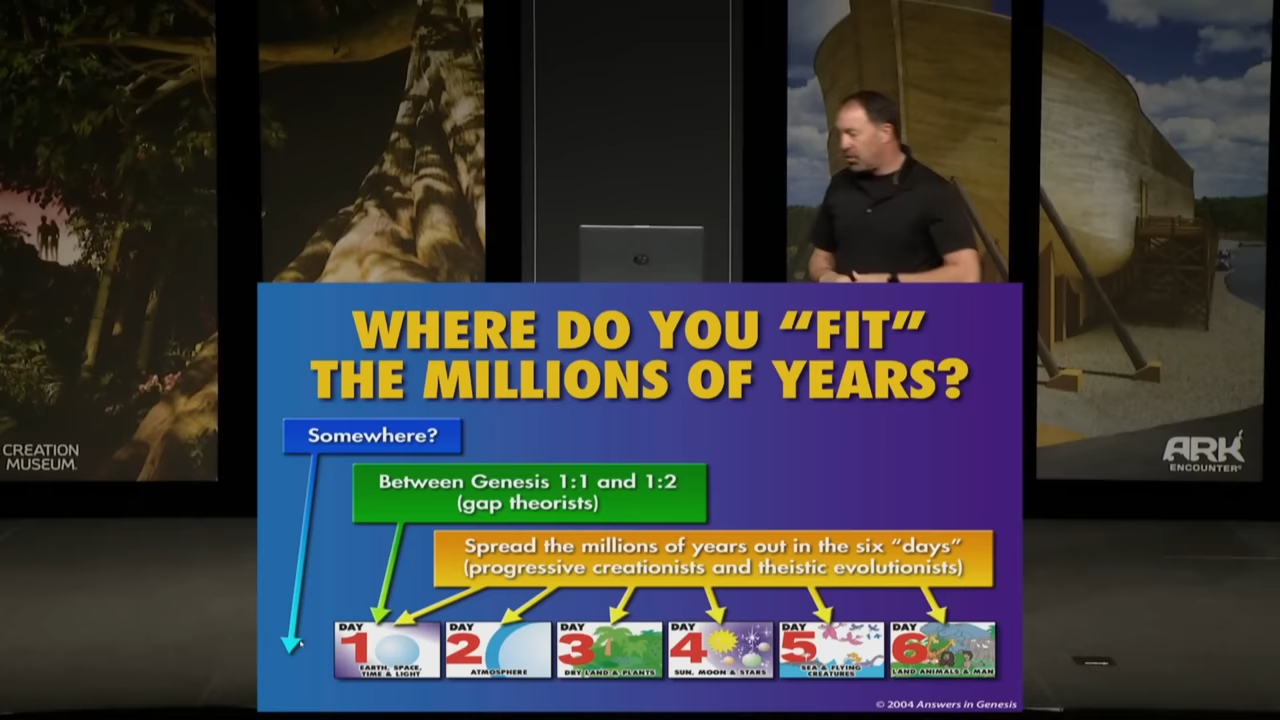 WHERE DO YOU “FIT”
THE MILLIONS OF YEARS?
Somewhere?
Between Genesis 1:1 and 1:2
(gap theorists)
Spread the millions of years out in the six “days”
(progressive creationists and theistic evolutionists)
DAY
1
EARTH, SPACE,
TIME & LIGHT
DAY
2
ATMOSPHERE
DAY
3
DRY LAND & PLANTS
DAY
4
SUN, MOON & STARS
DAY
5
SEA & FLYING
CREATURES
DAY
6
LAND ANIMALS & MAN
© 2004 Answers in Genesis
CREATION
MUSEUM
ARK
ENCOUNTER®
hp